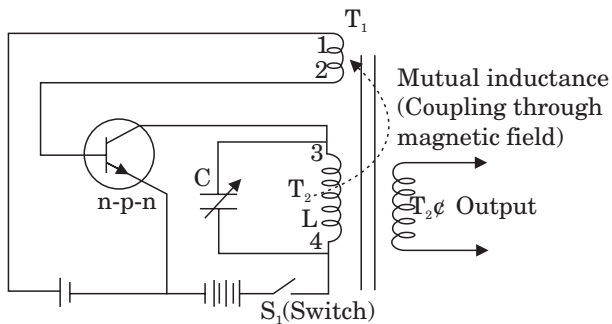 T₁
1
2
Mutual inductance
(Coupling through
magnetic field)
3
C
T₂
L
T₂¢ Output
n-p-n
4
S₁(Switch)